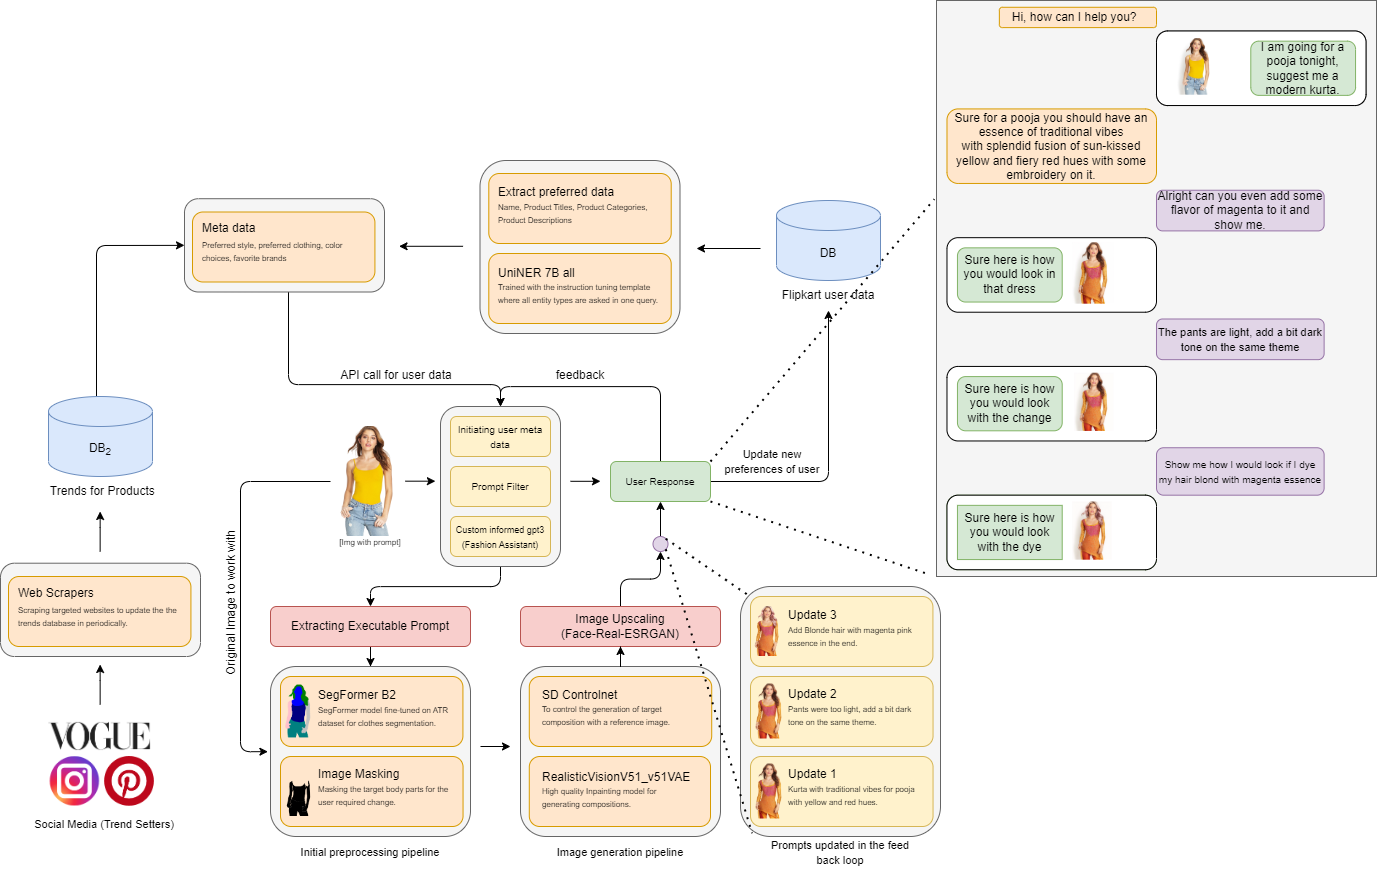 Hi, how can I help you?
I am going for a
pooja tonight,
suggest me a
modern kurta.
Sure for a pooja you should have an
essence of traditional vibes
with splendid fusion of sun-kissed
yellow and fiery red hues with some
embroidery on it.
Alright can you even add some
flavor of magenta to it and
show me.
Sure here is how
you would look in
that dress
The pants are light, add a bit dark
tone on the same theme
Sure here is how
you would look
with the change
Show me how I would look if I dye
my hair blond with magenta essence
Sure here is how
you would look
with the dye
Extract preferred data
Name, Product Titles, Product Categories,
Product Descriptions
UniNER 7B all
Trained with the instruction tuning template
where all entity types are asked in one query.
Meta data
Preferred style, preferred clothing, color
choices, favorite brands
DB
Flipkart user data
API call for user data
feedback
DB2
Trends for Products
Initiating user meta
data
Prompt Filter
Custom informed gpt3
(Fashion Assistant)
[Img with prompt]
User Response
Update new
preferences of user
Original Image to work with
Web Scrapers
Scraping targeted websites to update the the
trends database in periodically.
VOGUE
Social Media (Trend Setters)
Extracting Executable Prompt
Image Upscaling
(Face-Real-ESRGAN)
SegFormer B2
SegFormer model fine-tuned on ATR
dataset for clothes segmentation.
Image Masking
Masking the target body parts for the
user required change.
Initial preprocessing pipeline
SD Controlnet
To control the generation of target
composition with a reference image.
RealisticVisionV51_v51VAE
High quality Inpainting model for
generating compositions.
Image generation pipeline
Update 3
Add Blonde hair with magenta pink
essence in the end.
Update 2
Pants were too light, add a bit dark
tone on the same theme.
Update 1
Kurta with traditional vibes for pooja
with yellow and red hues.
Prompts updated in the feed
back loop